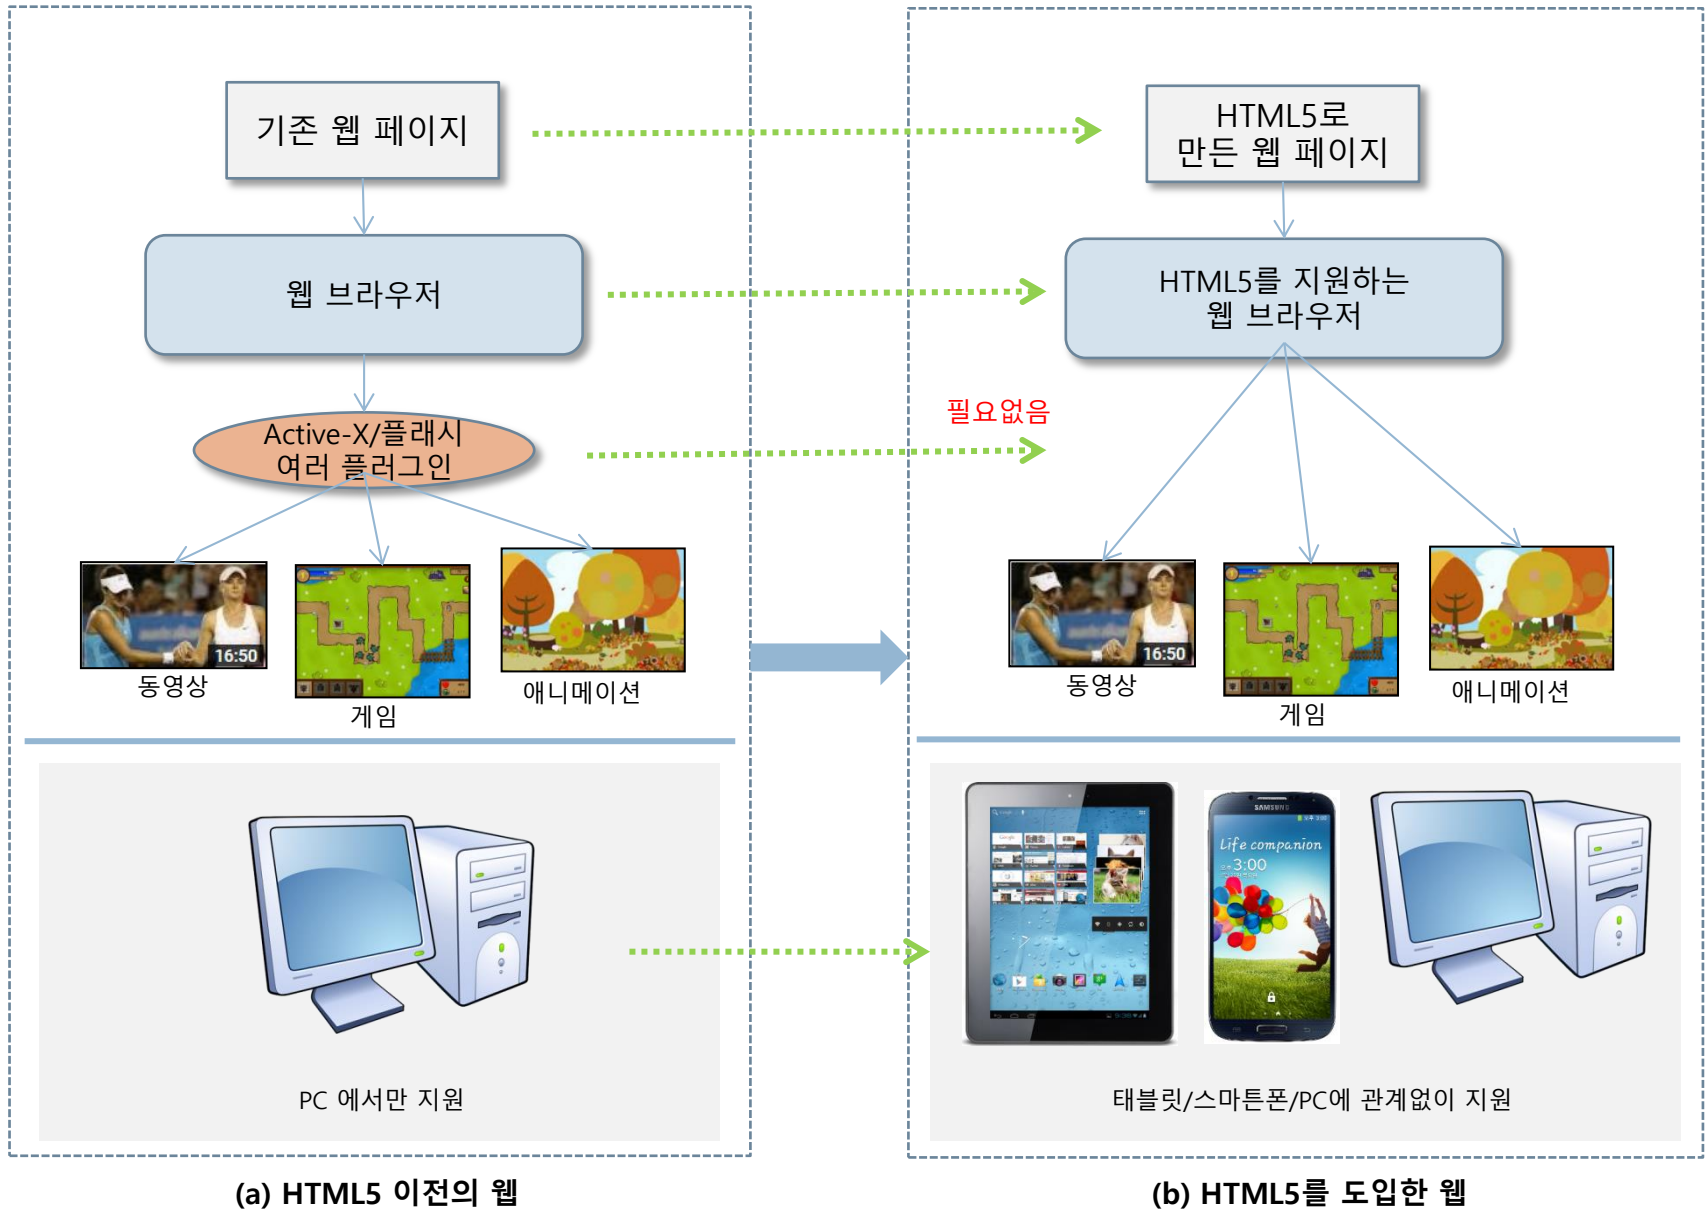 기존 웹 페이지
웹 브라우저
Active-X/플래시
여러 플러그인
16:50
동영상
게임
애니메이션
PC 에서만 지원
(a) HTML5 이전의 웹
필요없음
HTML5로
만든 웹 페이지
HTML5를 지원하는
웹 브라우저
16:50
동영상
게임
애니메이션
SAMSUNG
Life companion
3:00
태블릿/스마튼폰/PC에 관계없이 지원
(b) HTML5를 도입한 웹